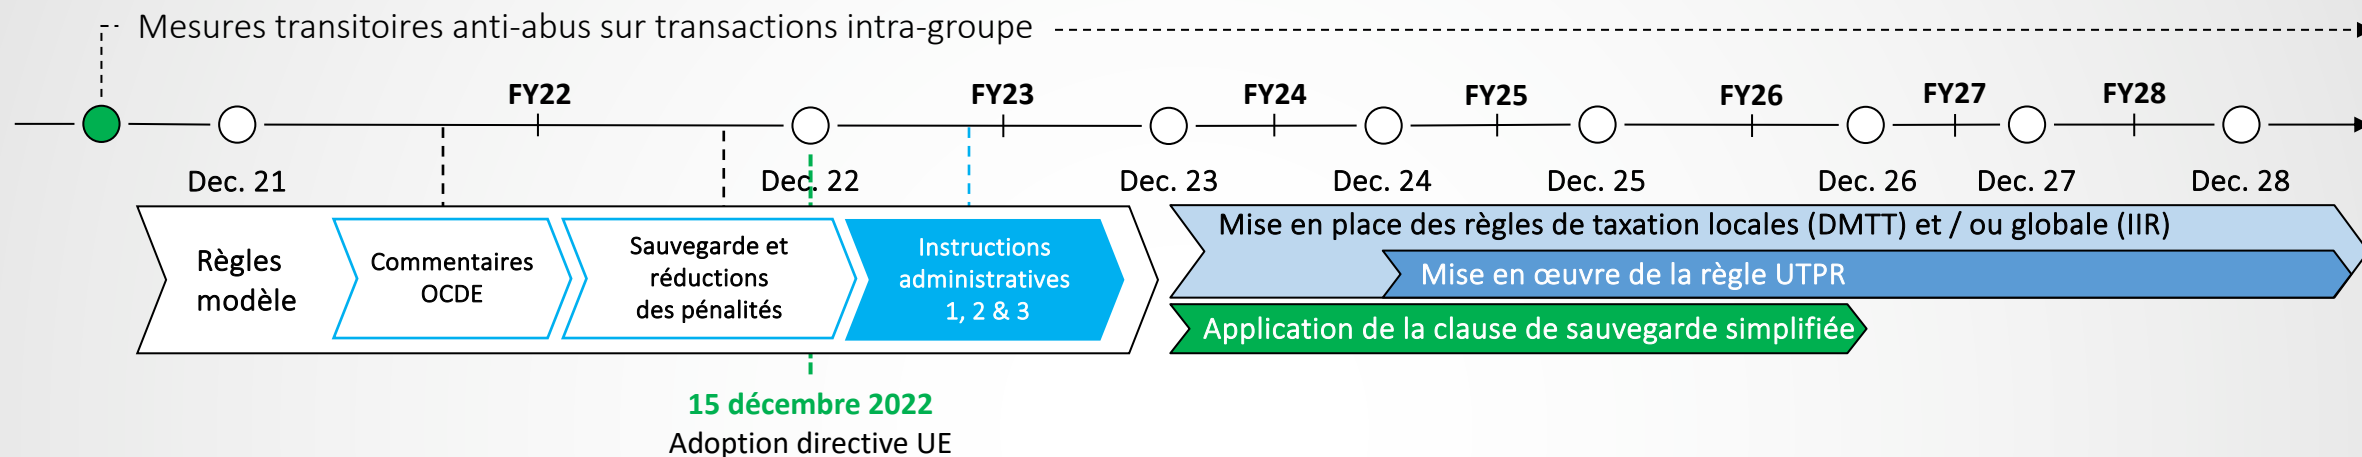 Mesures transitoires anti-abus sur transactions intra-groupe
FY22
FY23
FY24
FY25
FY26
FY27
FY28
Dec. 21
Dec. 22
Dec. 23
Dec. 24
Dec. 25
Dec. 26
Dec. 27
Dec. 28
Règles
modèle
Commentaires
OCDE
Sauvegarde et
réductions
des pénalités
Instructions
administratives
1, 2 & 3
Mise en place des règles de taxation locales (DMTT) et / ou globale (IIR)
Mise en œuvre de la règle UTPR
Application de la clause de sauvegarde simplifiée
15 décembre 2022
Adoption directive UE